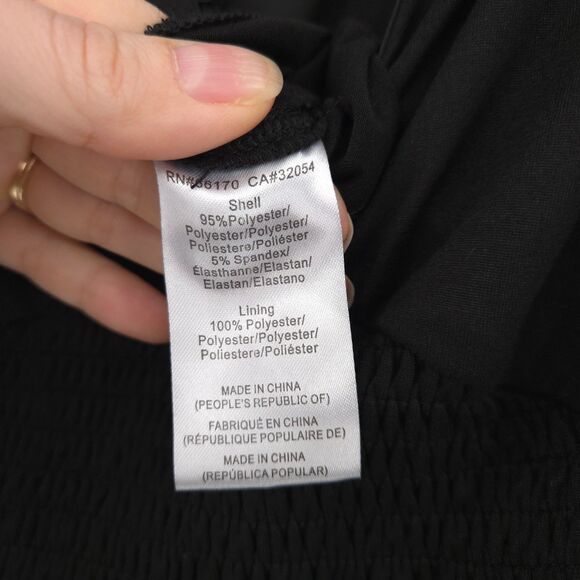 RN#86170 CA#32054
Shell
95%Polyester/
Polyester/Polyester/
Poliestere/Poliéster
5% Spandex/
Élasthanne/Elastan/
Elastan/Elastano
Lining
100% Polyester/
Polyester/Polyester/
Poliestere/Poliéster
MADE IN CHINA
(PEOPLE'S REPUBLIC OF)
FABRIQUÉ EN CHINA
(RÉPUBLIQUE POPULAIRE DE)
MADE IN CHINA
(REPÚBLICA POPULAR)